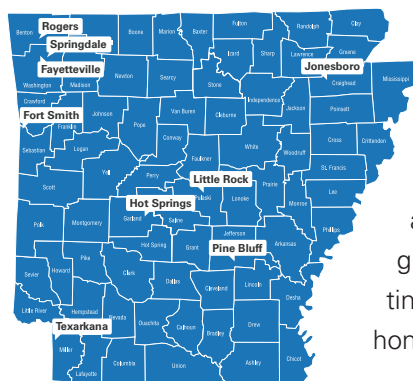 Benton
Rogers
Boone
Marion
Baxter
Fulton
Randolph
Clay
Springdale
Izard
Sharp
Lawrence
Greene
Fayetteville
Jonesboro
Washington
Madison
Newton
Searcy
Stone
Independence
Craighead
Mississippi
Crawford
Johnson
Van Buren
Cleburne
Jackson
Poinsett
Fort Smith
Franklin
Pope
Conway
White
Woodruff
Cross
Crittenden
Sebastian
Logan
Faulkner
St. Francis
Yell
Perry
Little Rock
Prairie
Scott
Pulaski
Lonoke
Lee
Hot Springs
Monroe
Garland
Saline
Phillips
Polk
Montgomery
Jefferson
Arkansas
Hot Spring
Grant
Pine Bluff
Pike
Sevier
Howard
Clark
Dallas
Cleveland
Lincoln
Desha
Little River
Hempstead
Nevada
Ouachita
Calhoun
Bradley
Drew
Texarkana
Miller
Lafayette
Columbia
Union
Ashley
Chicot
a
g
tin
hon